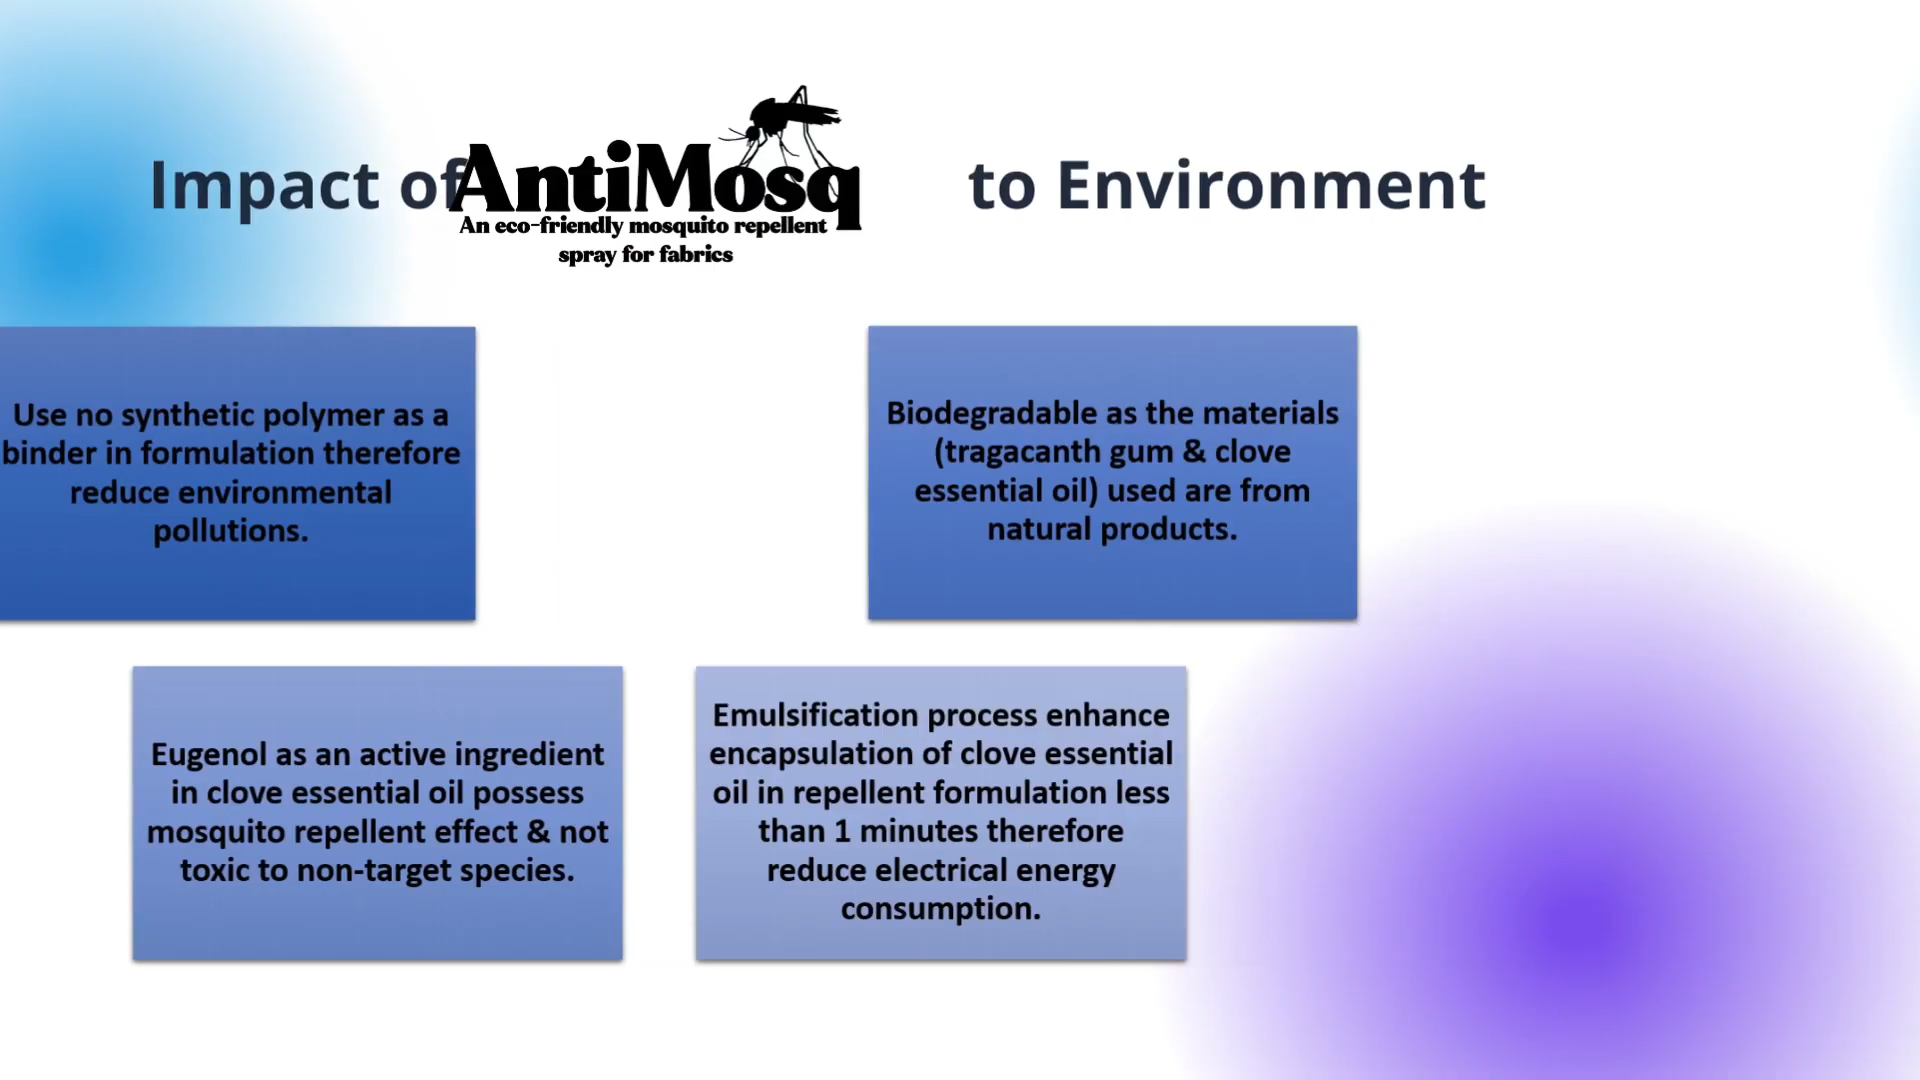 Impact of AntiMosq to Environment
An eco-friendly mosquito repellent
spray for fabrics
Use no synthetic polymer as a
binder in formulation therefore
reduce environmental
pollutions.
Biodegradable as the materials
(tragacanth gum & clove
essential oil) used are from
natural products.
Eugenol as an active ingredient
in clove essential oil possess
mosquito repellent effect & not
toxic to non-target species.
Emulsification process enhance
encapsulation of clove essential
oil in repellent formulation less
than 1 minutes therefore
reduce electrical energy
consumption.